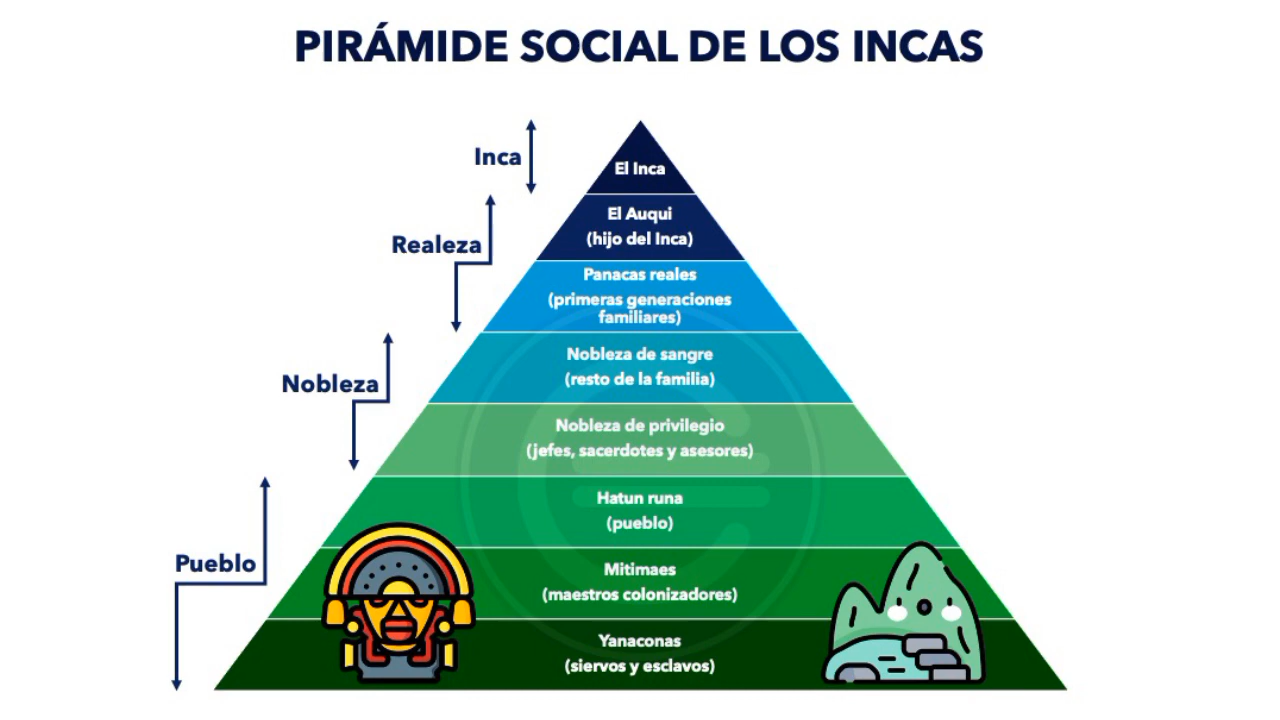 PIRÁMIDE SOCIAL DE LOS INCAS
Inca
El Inca
Realeza
El Auqui
(hijo del Inca)
Panacas reales
(primeras generaciones
familiares)
Nobleza
Nobleza de sangre
(resto de la familia)
Nobleza de privilegio
(jefes, sacerdotes y asesores)
Pueblo
Hatun runa
(pueblo)
Mitimaes
(maestros colonizadores)
Yanaconas
(siervos y esclavos)